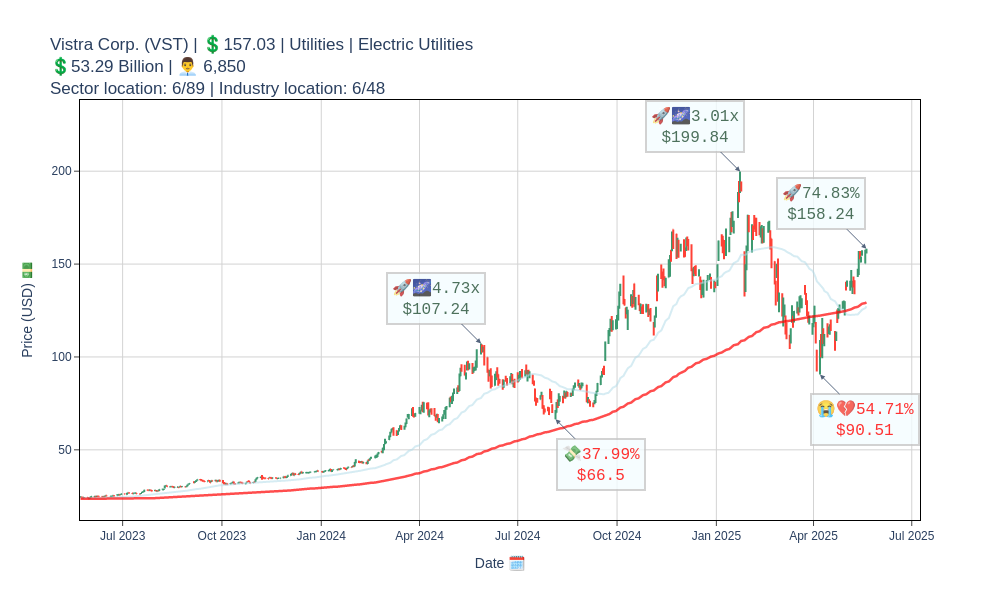 Vistra Corp. (VST) | 💲157.03 | Utilities | Electric Utilities
💲53.29 Billion | 👨‍💼 6,850
Sector location: 6/89 | Industry location: 6/48
🚀🌌3.01x
$199.84
🚀74.83%
$158.24
🚀🌌4.73x
$107.24
😭💔54.71%
$90.51
💸37.99%
$66.5
200
150
100
50
Price (USD) 💵
Jul 2023
Oct 2023
Jan 2024
Apr 2024
Jul 2024
Oct 2024
Jan 2025
Apr 2025
Jul 2025
Date 🗓️